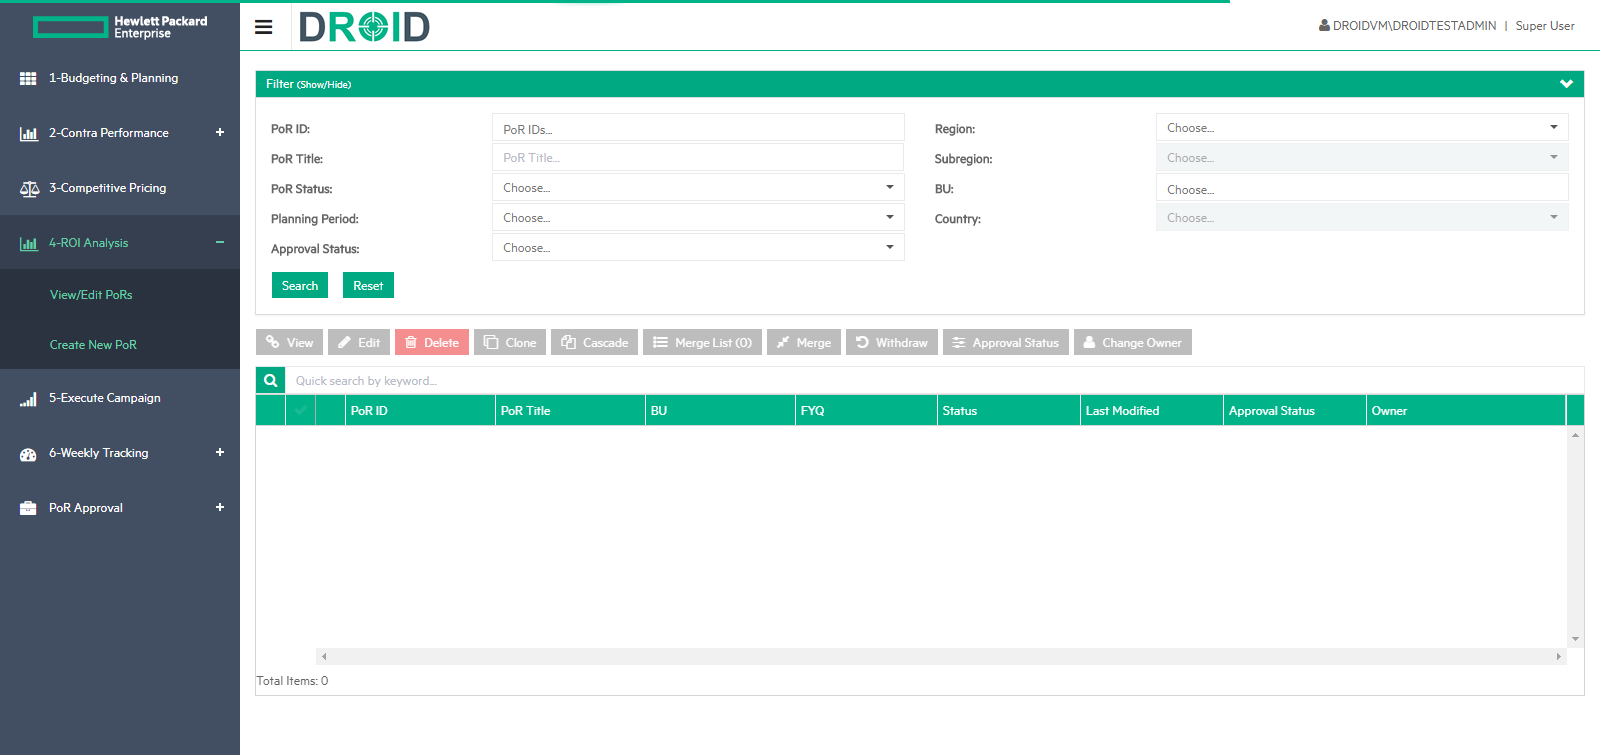 Hewlett Packard
Enterprise
DROID
DROIDVM\DROIDTESTADMIN | Super User
1-Budgeting & Planning
2-Contra Performance
3-Competitive Pricing
4-ROI Analysis
View/Edit PoRs
Create New PoR
5-Execute Campaign
6-Weekly Tracking
PoR Approval
Filter (Show/Hide)
PoR ID: PoR IDs...
PoR Title: PoR Title...
PoR Status: Choose...
Planning Period: Choose...
Approval Status: Choose...
Region: Choose...
Subregion: Choose...
BU: Choose...
Country: Choose...
Search Reset
View Edit Delete Clone Cascade Merge List (0) Merge Withdraw Approval Status Change Owner
Quick search by keyword...
PoR ID PoR Title BU FYQ Status Last Modified Approval Status Owner
Total Items: 0